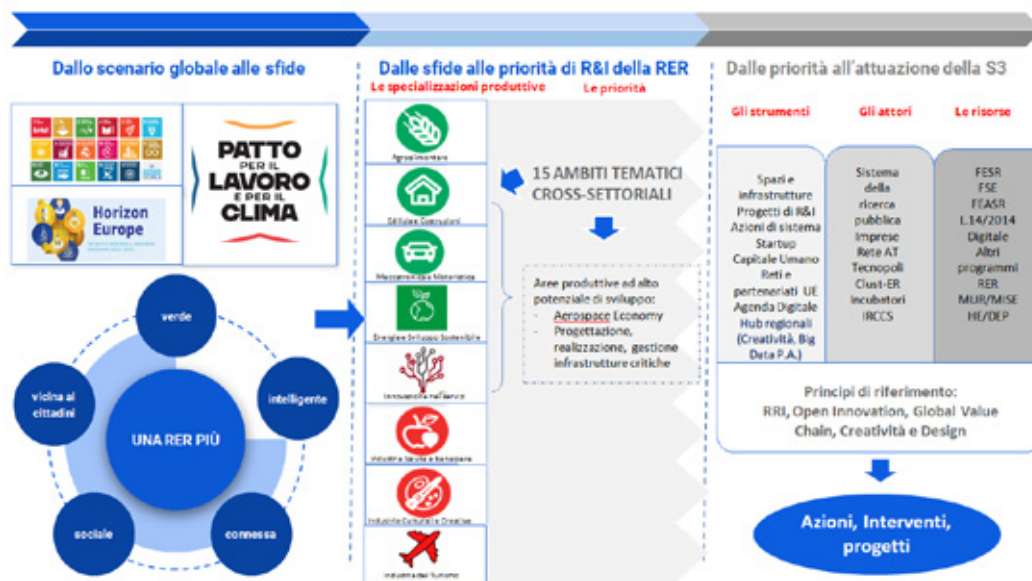 Dallo scenario globale alle sfide
PATTO
PER IL
LAVORO
E PER IL
CLIMA
Horizon
Europe
verde
intelligente
connessa
sociale
vicina ai
cittadini
UNA RER PIÙ
Dalle sfide alle priorità di R&I della RER
Le specializzazioni produttive
Le priorità
Agroalimentare
Edilizia e Costruzioni
Meccatronica e Motoristica
Energia e Sviluppo Sostenibile
Innovazione nei Servizi
Industria Salute e Benessere
Industrie Culturali e Creative
Industria del Turismo
15 AMBITI TEMATICI
CROSS-SETTORIALI
Aree produttive ad alto
potenziale di sviluppo:
- Aerospace Economy
- Progettazione,
realizzazione, gestione
infrastrutture critiche
Dalle priorità all'attuazione della S3
Gli strumenti
Gli attori
Le risorse
Spazi e
infrastrutture
Progetti di R&I
Azioni di sistema
Startup
Capitale Umano
Reti e
partenariati UE
Agenda Digitale
Hub regionali
(Creatività, Big
Data P.A.)
Sistema
della
ricerca
pubblica
Imprese
Rete AT
Tecnopoli
Clust-ER
Incubatori
IRCCS
FESR
FSE
FEASR
L.14/2014
Digitale
Altri
programmi
RER
MUR/MISE
HE/DEP
Principi di riferimento:
RRI, Open Innovation, Global Value
Chain, Creatività e Design
Azioni, Interventi,
progetti